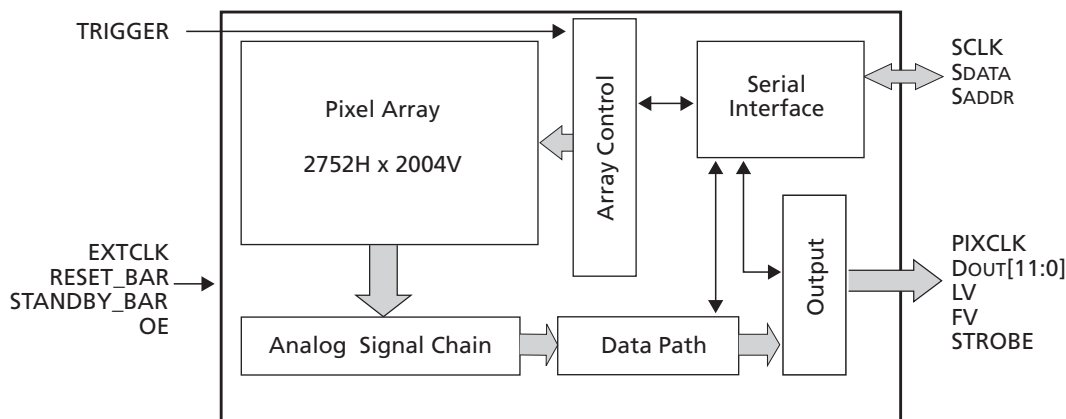 TRIGGER
Pixel Array
2752H x 2004V
Array Control
Serial
Interface
SCLK
SDATA
SADDR
EXTCLK
RESET_BAR
STANDBY_BAR
OE
Analog Signal Chain
Data Path
Output
PIXCLK
DOUT[11:0]
LV
FV
STROBE